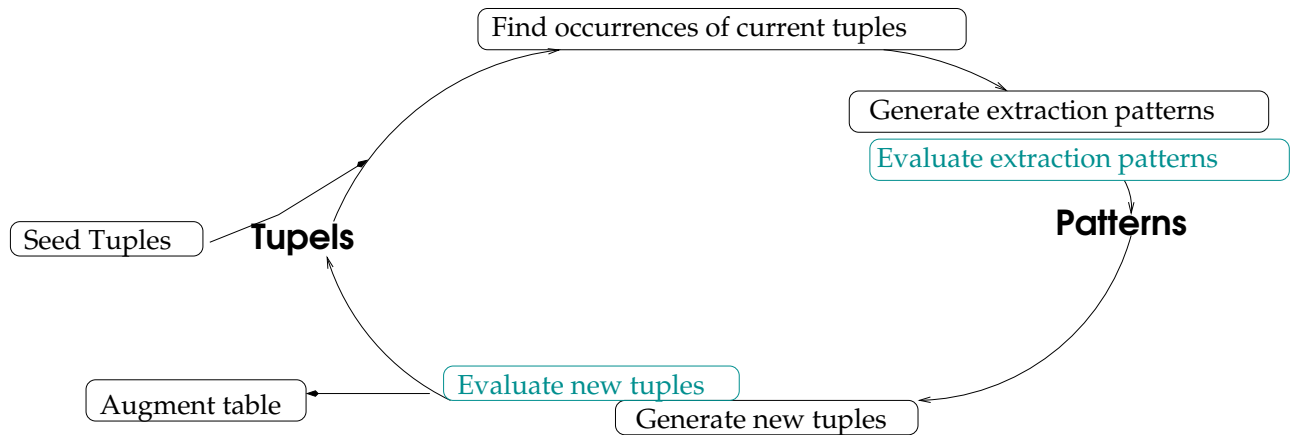 Find occurrences of current tuples
Generate extraction patterns
Evaluate extraction patterns
Seed Tuples
Tupels
Patterns
Evaluate new tuples
Augment table
Generate new tuples